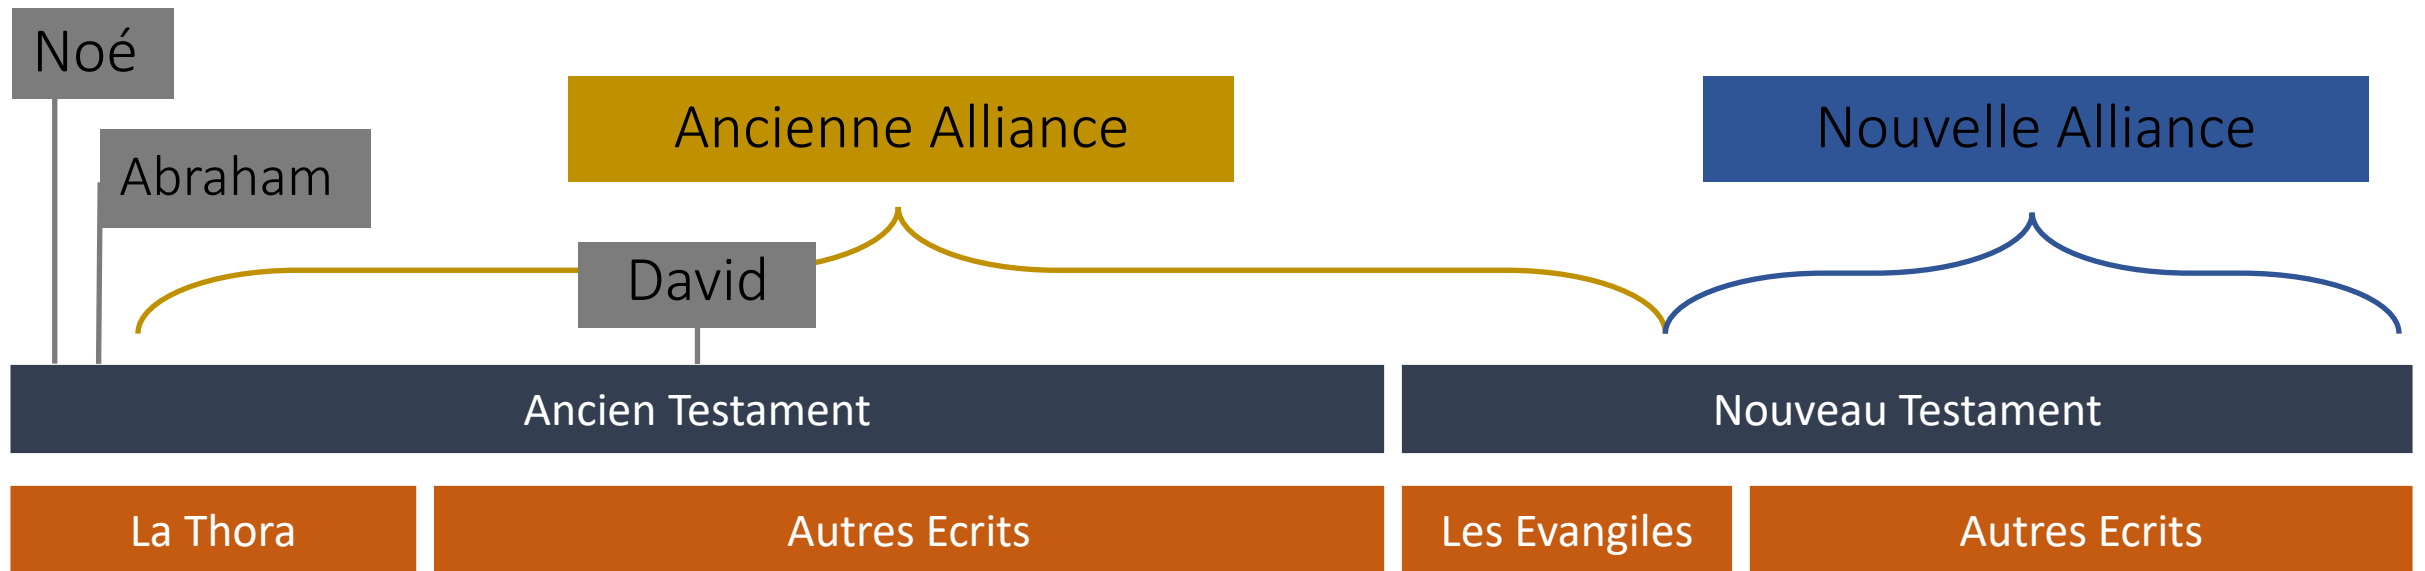 Noé
Abraham
Ancienne Alliance
Nouvelle Alliance
David
Ancien Testament
Nouveau Testament
La Thora
Autres Ecrits
Les Evangiles
Autres Ecrits